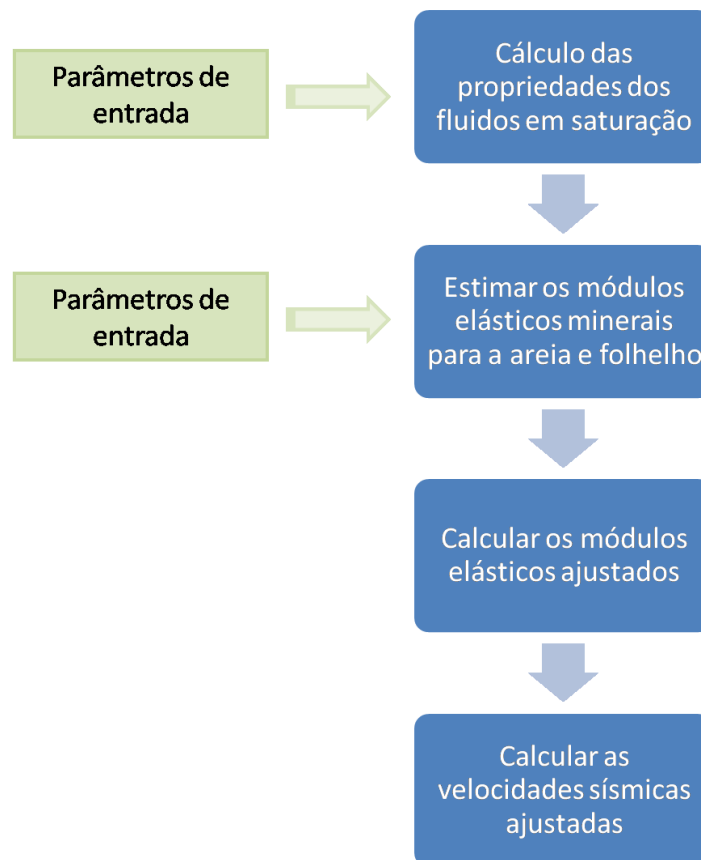 Parâmetros de
entrada
Cálculo das
propriedades dos
fluidos em saturação
Parâmetros de
entrada
Estimar os módulos
elásticos minerais
para a areia e folhelho
Calcular os módulos
elásticos ajustados
Calcular as
velocidades sísmicas
ajustadas